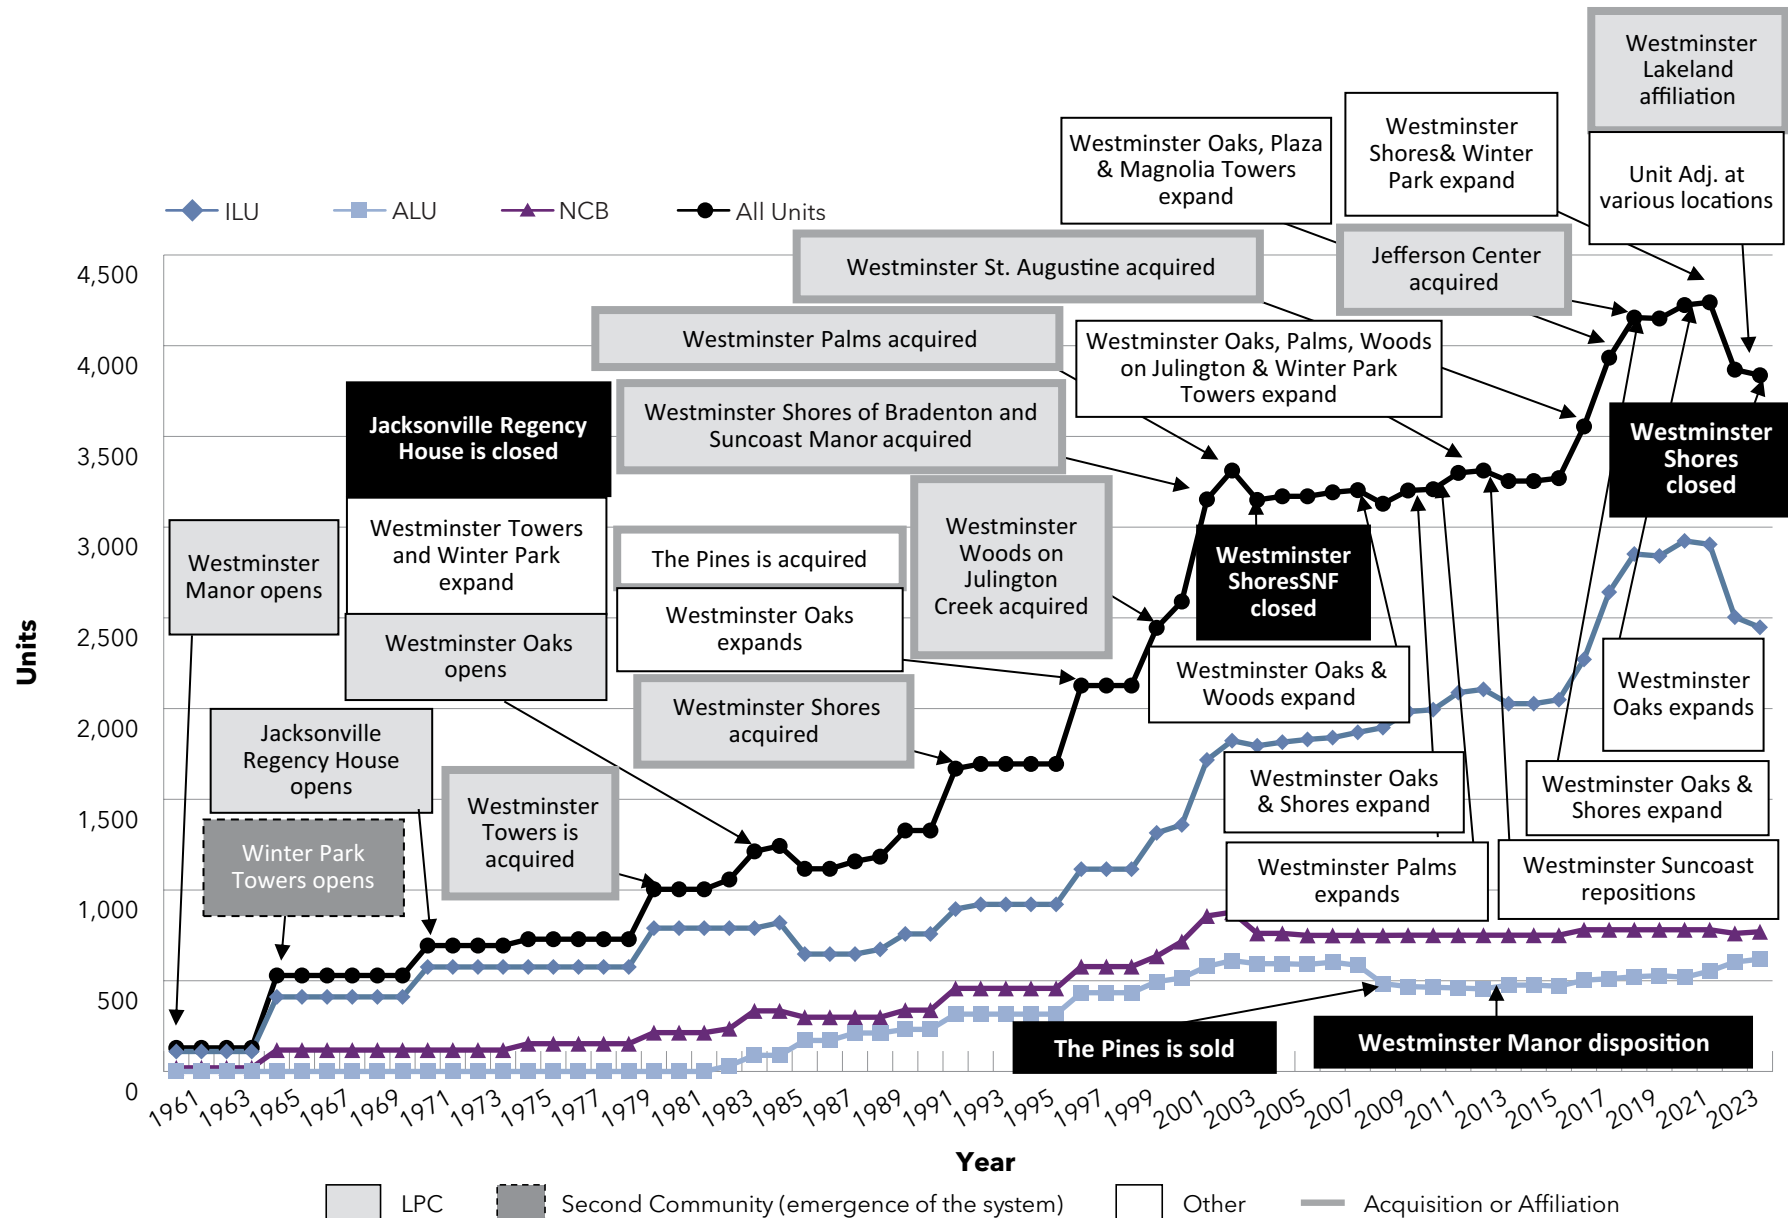 Westminster
Lakeland
affiliation
Westminster Oaks, Plaza
& Magnolia Towers
expand
Westminster
Shores& Winter
Park expand
Unit Adj. at
various locations
ILU
ALU
NCB
All Units
Westminster St. Augustine acquired
Jefferson Center
acquired
Westminster Palms acquired
Westminster Oaks, Palms, Woods
on Julington & Winter Park
Towers expand
Jacksonville Regency
House is closed
Westminster Shores of Bradenton and
Suncoast Manor acquired
Westminster
Shores
closed
Westminster
Manor opens
Westminster Towers
and Winter Park
expand
The Pines is acquired
Westminster
Woods on
Julington
Creek acquired
Westminster
ShoresSNF
closed
Westminster Oaks
opens
Westminster Oaks
expands
Westminster Oaks &
Woods expand
Westminster
Oaks expands
Jacksonville
Regency House
opens
Westminster Shores
acquired
Westminster
Towers is
acquired
Westminster Oaks
& Shores expand
Westminster Oaks &
Shores expand
Winter Park
Towers opens
Westminster Palms
expands
Westminster Suncoast
repositions
The Pines is sold
Westminster Manor disposition
Units
4,500
4,000
3,500
3,000
2,500
2,000
1,500
1,000
500
0
1961
1963
1965
1967
1969
1971
1973
1975
1977
1979
1981
1983
1985
1987
1989
1991
1993
1995
1997
1999
2001
2003
2005
2007
2009
2011
2013
2015
2017
2019
2021
2023
Year
LPC
Second Community (emergence of the system)
Other
Acquisition or Affiliation